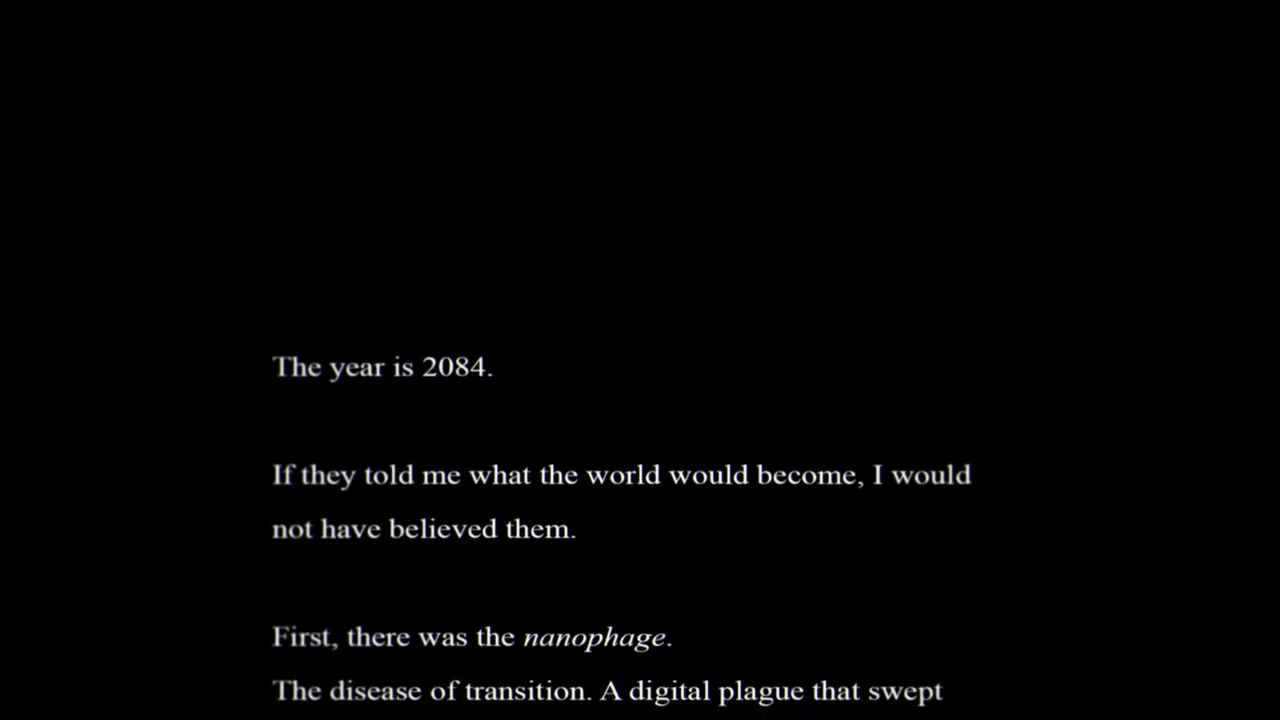 The year is 2084.
If they told me what the world would become, I would
not have believed them.
First, there was the nanophage.
The disease of transition. A digital plague that swept